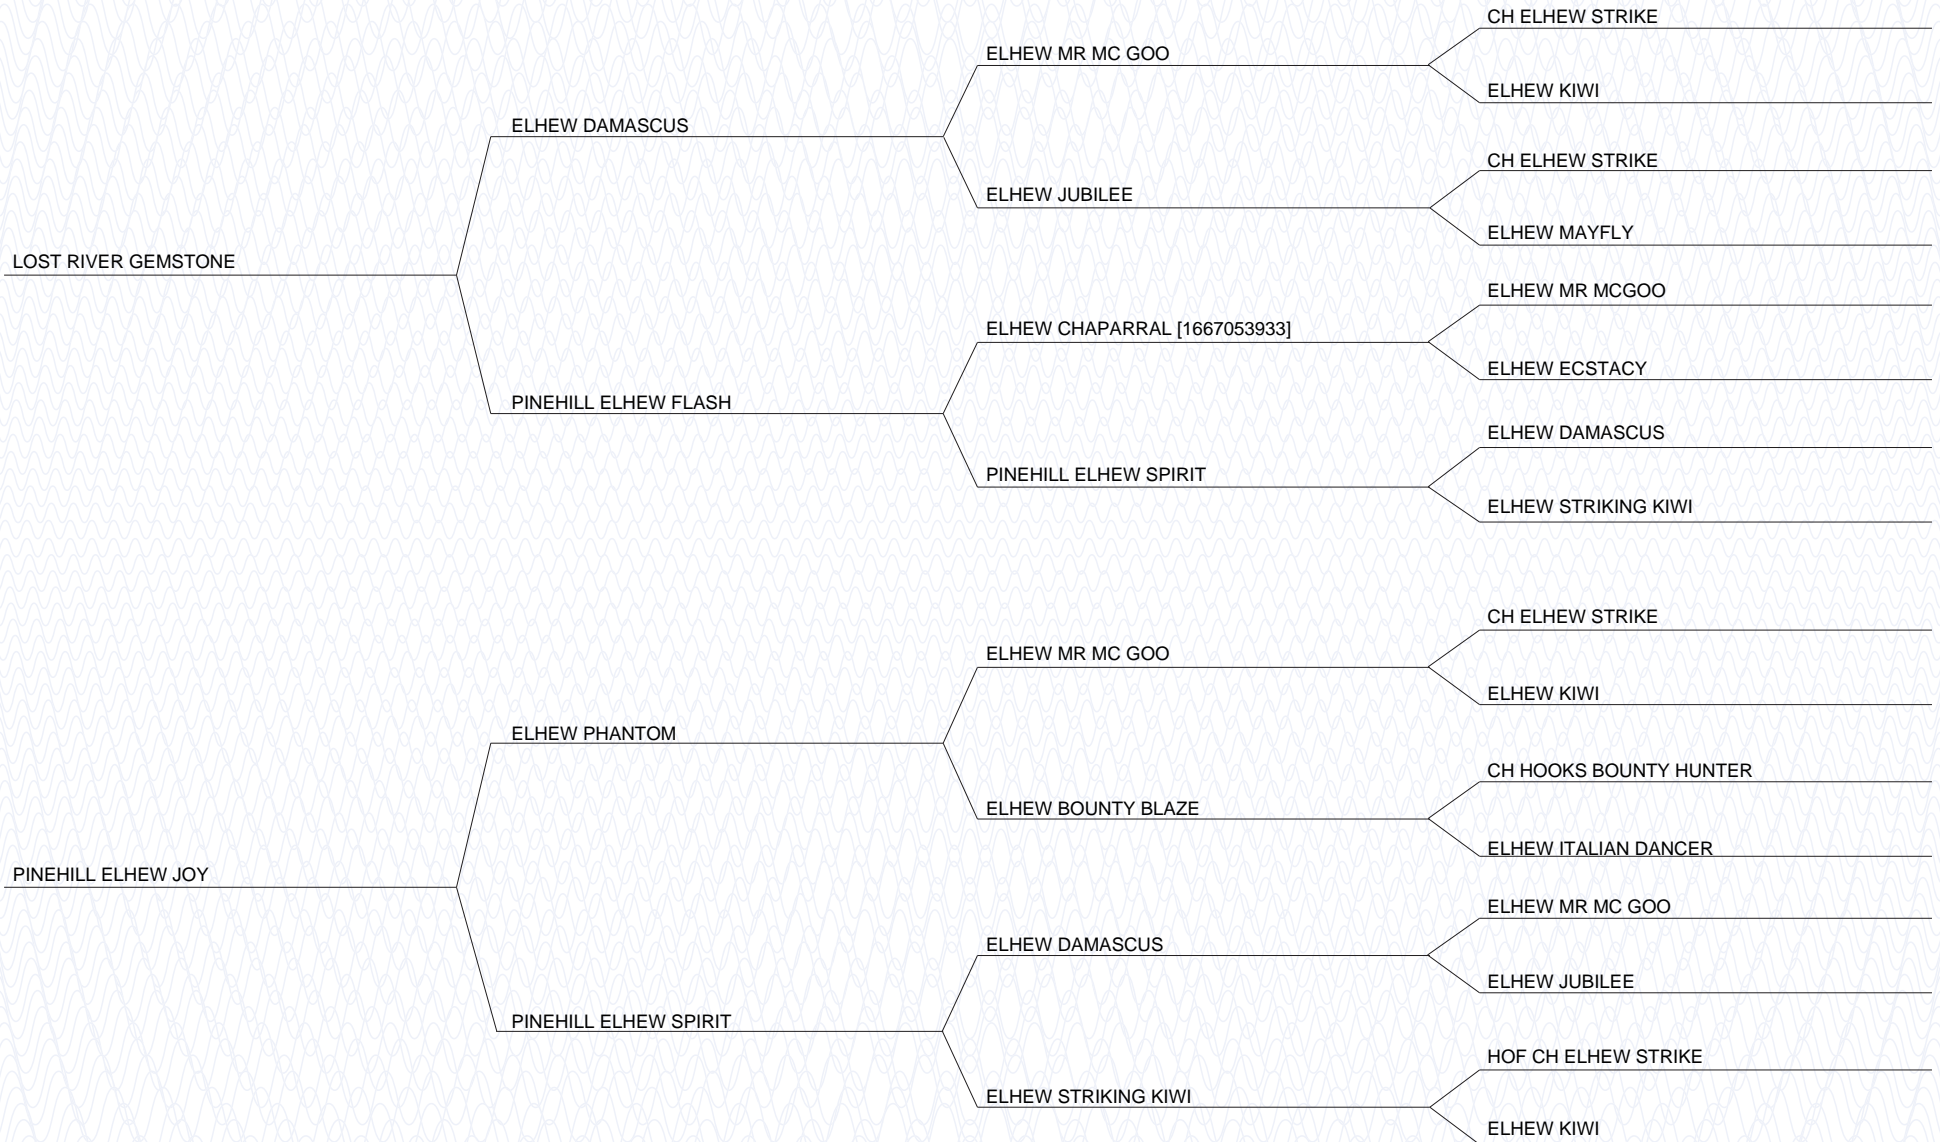 CH ELHEW STRIKE
ELHEW MR MC GOO
ELHEW KIWI
ELHEW DAMASCUS
CH ELHEW STRIKE
ELHEW JUBILEE
ELHEW MAYFLY
LOST RIVER GEMSTONE
ELHEW MR MCGOO
ELHEW CHAPARRAL [1667053933]
ELHEW ECSTACY
PINEHILL ELHEW FLASH
ELHEW DAMASCUS
PINEHILL ELHEW SPIRIT
ELHEW STRIKING KIWI
CH ELHEW STRIKE
ELHEW MR MC GOO
ELHEW KIWI
ELHEW PHANTOM
CH HOOKS BOUNTY HUNTER
ELHEW BOUNTY BLAZE
ELHEW ITALIAN DANCER
PINEHILL ELHEW JOY
ELHEW MR MC GOO
ELHEW DAMASCUS
ELHEW JUBILEE
PINEHILL ELHEW SPIRIT
HOF CH ELHEW STRIKE
ELHEW STRIKING KIWI
ELHEW KIWI